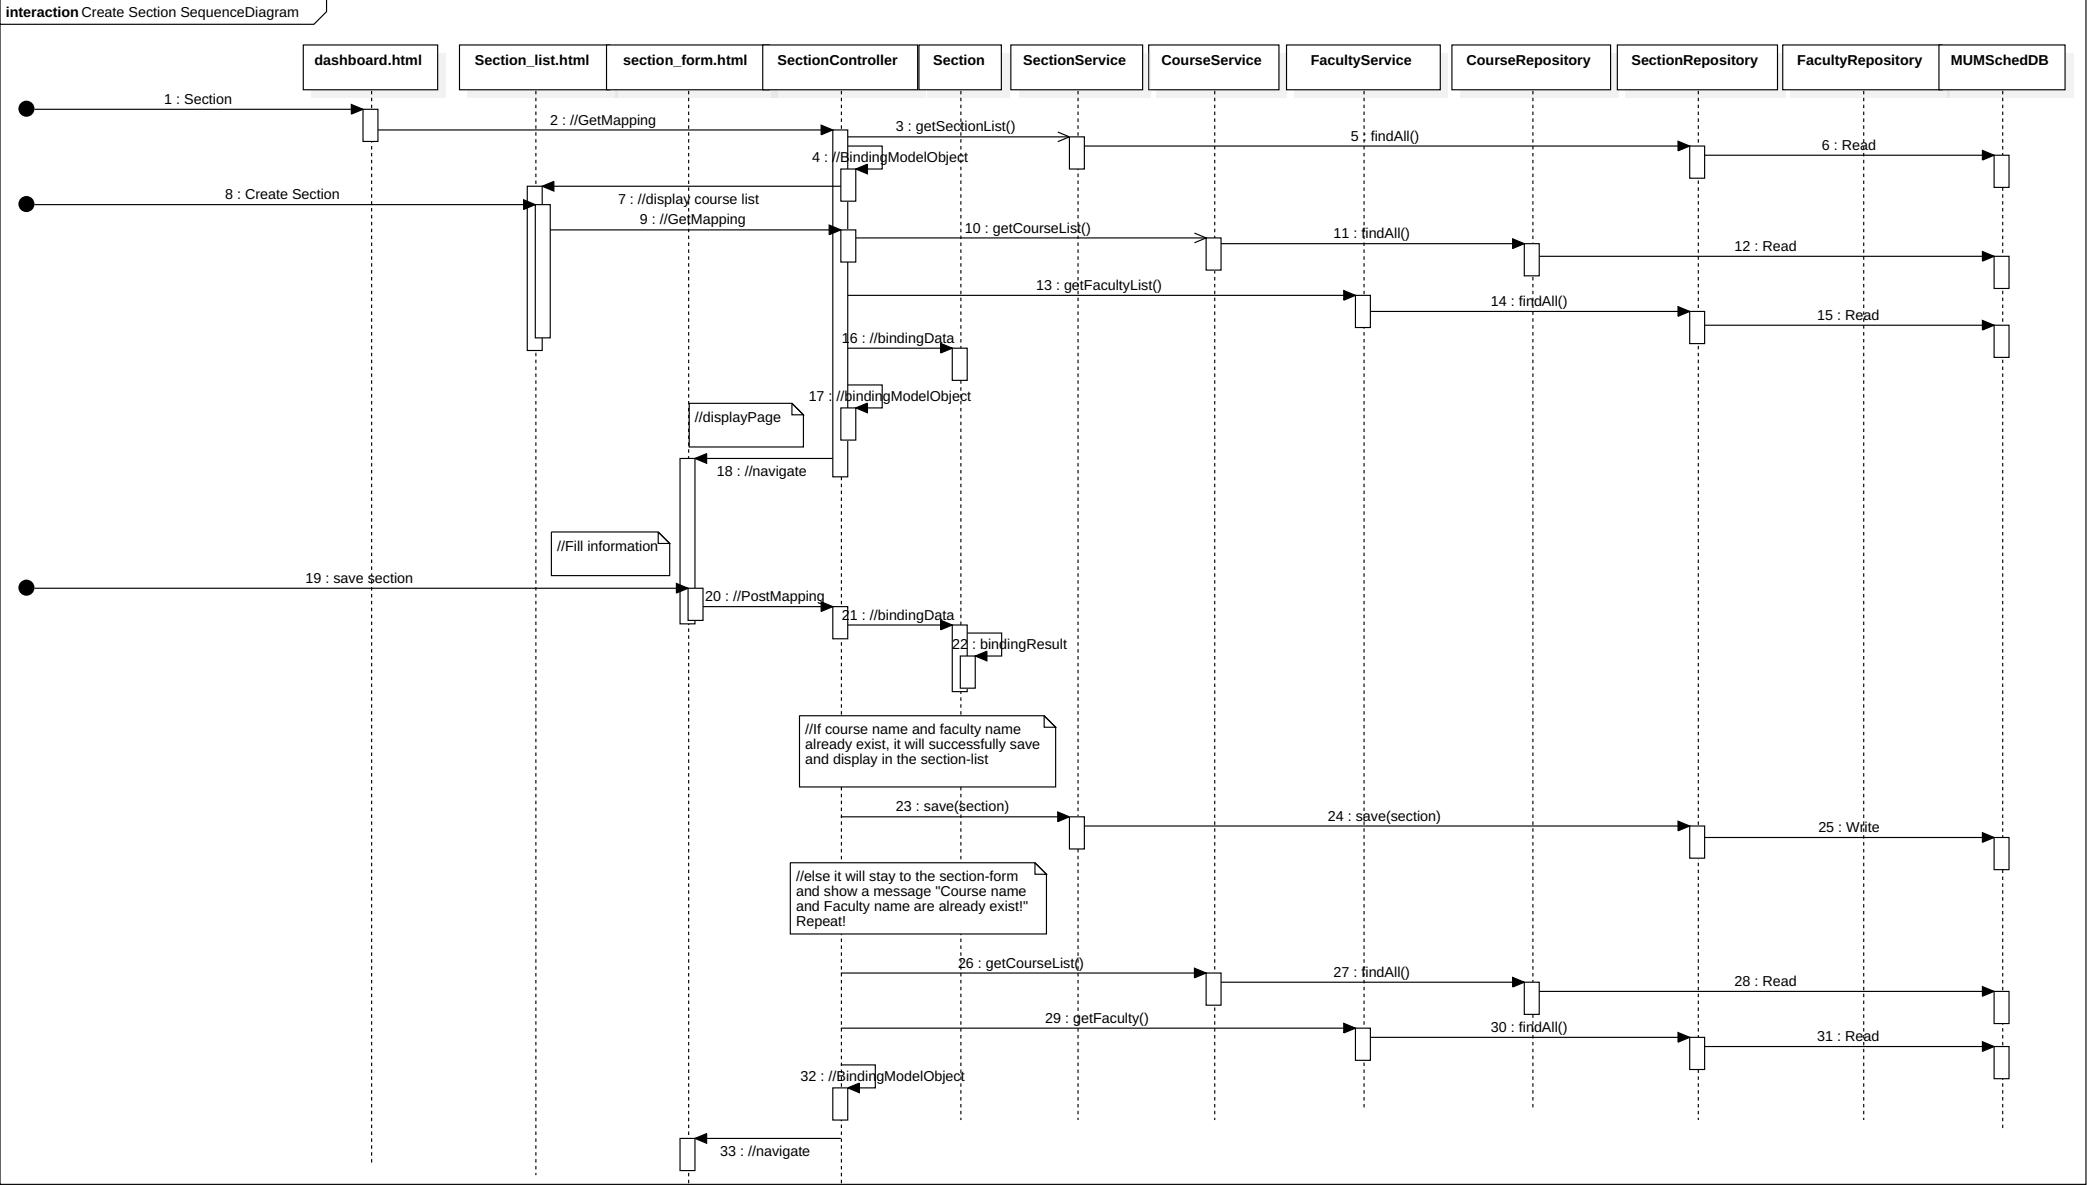 interaction Create Section SequenceDiagram
dashboard.html
Section_list.html
section_form.html
SectionController
Section
SectionService
CourseService
FacultyService
CourseRepository
SectionRepository
FacultyRepository
MUMSchedDB
1 : Section
2 : //GetMapping
3 : getSectionList()
4 : //BindingModelObject
5 : findAll()
6 : Read
7 : //display course list
8 : Create Section
9 : //GetMapping
10 : getCourseList()
11 : findAll()
12 : Read
13 : getFacultyList()
14 : findAll()
15 : Read
16 : //bindingData
17 : //bindingModelObject
//displayPage
18 : //navigate
//Fill information
19 : save section
20 : //PostMapping
21 : //bindingData
22 : bindingResult
//If course name and faculty name
already exist, it will successfully save
and display in the section-list
23 : save(section)
24 : save(section)
25 : Write
//else it will stay to the section-form
and show a message "Course name
and Faculty name are already exist!"
Repeat!
26 : getCourseList()
27 : findAll()
28 : Read
29 : getFaculty()
30 : findAll()
31 : Read
32 : //BindingModelObject
33 : //navigate